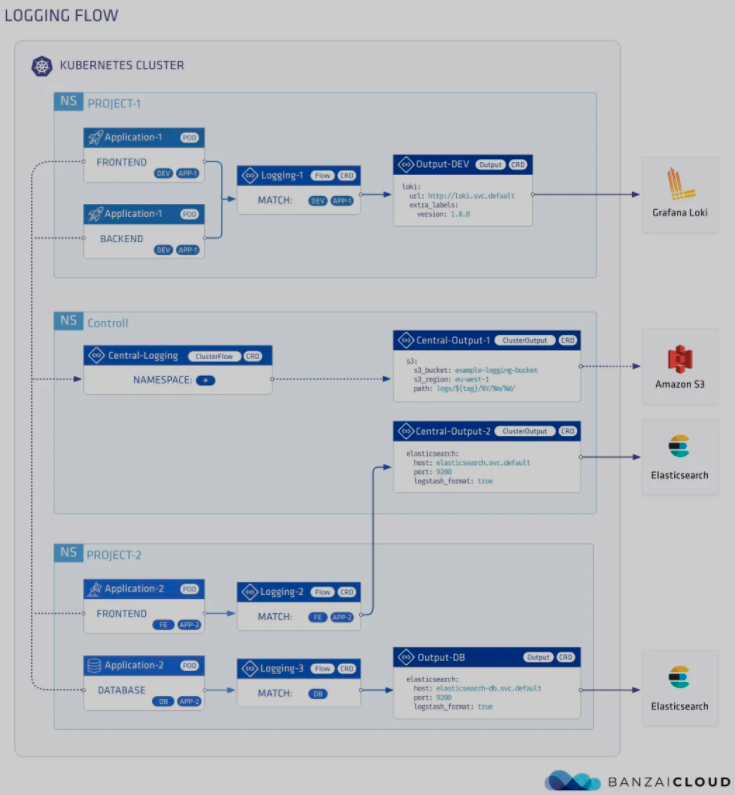 LOGGING FLOW
KUBERNETES CLUSTER
NS PROJECT-1
Application-1 POD
FRONTEND
DEV APP-1
Application-1 POD
BACKEND
DEV APP-1
Logging-1 Flow CRD
MATCH: DEV APP-1
Output-DEV Output CRD
loki:
url: http://loki.svc.default
extra_labels:
version: 1.8.0
Grafana Loki
NS Controll
Central-Logging ClusterFlow CRD
NAMESPACE: *
Central-Output-1 ClusterOutput CRD
s3:
s3_bucket: example-logging-bucket
s3_region: eu-west-1
path: logs/${tag}/%Y/%m/%d/
Amazon S3
Central-Output-2 ClusterOutput CRD
elasticsearch:
host: elasticsearch.svc.default
port: 9200
logstash_format: true
Elasticsearch
NS PROJECT-2
Application-2 POD
FRONTEND
FE APP-2
Logging-2 Flow CRD
MATCH: FE APP-2
Application-2 POD
DATABASE
DB APP-2
Logging-3 Flow CRD
MATCH: DB
Output-DB Output CRD
elasticsearch:
host: elasticsearch-db.svc.default
port: 9200
logstash_format: true
Elasticsearch
BANZAICLOUD